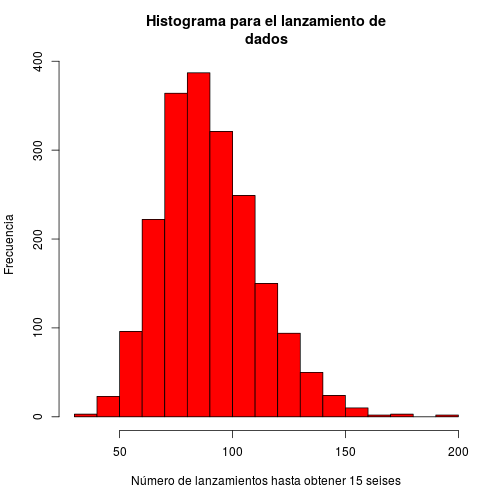 Histograma para el lanzamiento de
dados
Frecuencia
400
300
200
100
0
50 100 150 200
Número de lanzamientos hasta obtener 15 seises